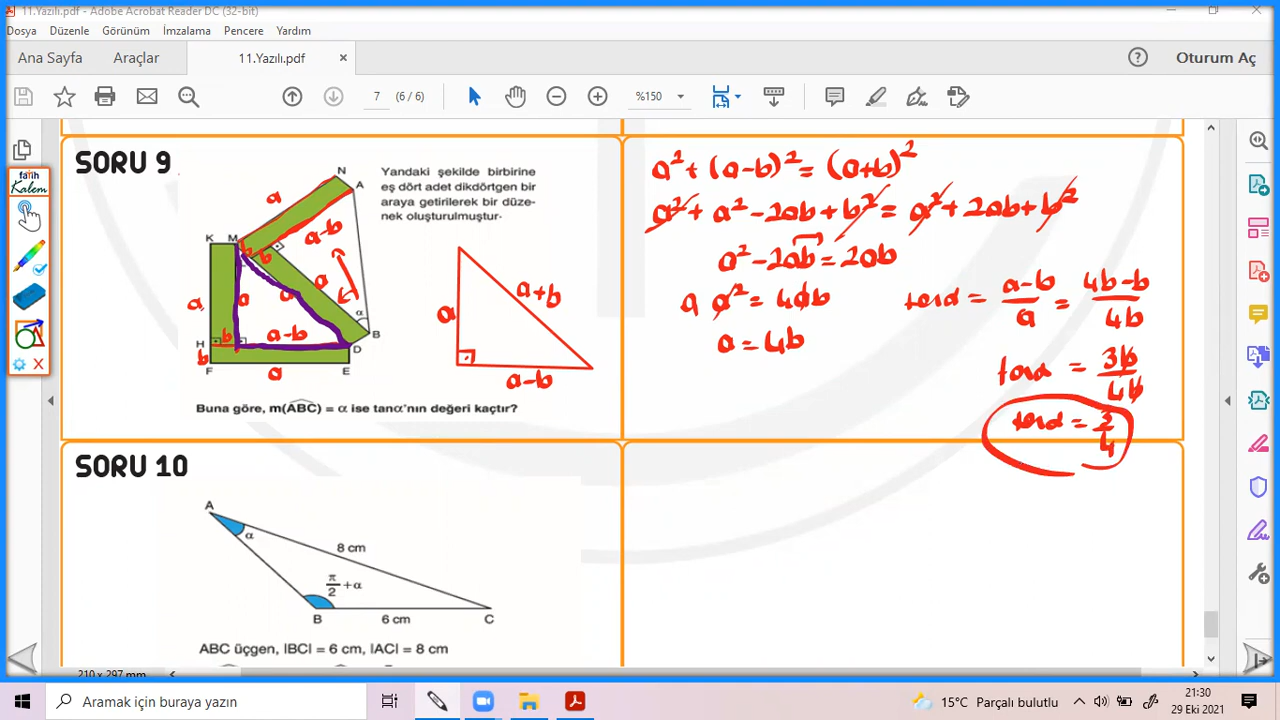 11.Yazılı.pdf - Adobe Acrobat Reader DC (32-bit)
Dosya Düzenle Görünüm İmzalama Pencere Yardım
Ana Sayfa Araçlar 11.Yazılı.pdf × ? Oturum Aç
7 (6 / 6) %150
fatih
Kalem
SORU 9
Yandaki şekilde birbirine
eş dört adet dikdörtgen bir
araya getirilerek bir düze-
nek oluşturulmuştur.
N
A
a
a-b
K M
b b
a a a a
α
B
H b a-b D
b
F a E
a a+b
a-b
Buna göre, m(ABC) = α ise tanα'nın değeri kaçtır?
a² + (a-b)² = (a+b)²
a² + a² - 2ab + b² = a² + 2ab + b²
a² - 2ab = 2ab
a a² = 4ab
a = 4b
tanα = a-b/a = 4b-b/4b
tanα = 3b/4b
tanα = 3/4
SORU 10
A
α
8 cm
π/2 + α
B 6 cm C
ABC üçgen, |BC| = 6 cm, |AC| = 8 cm
210 x 297 mm
Aramak için buraya yazın
15°C Parçalı bulutlu
21:30
29 Eki 2021